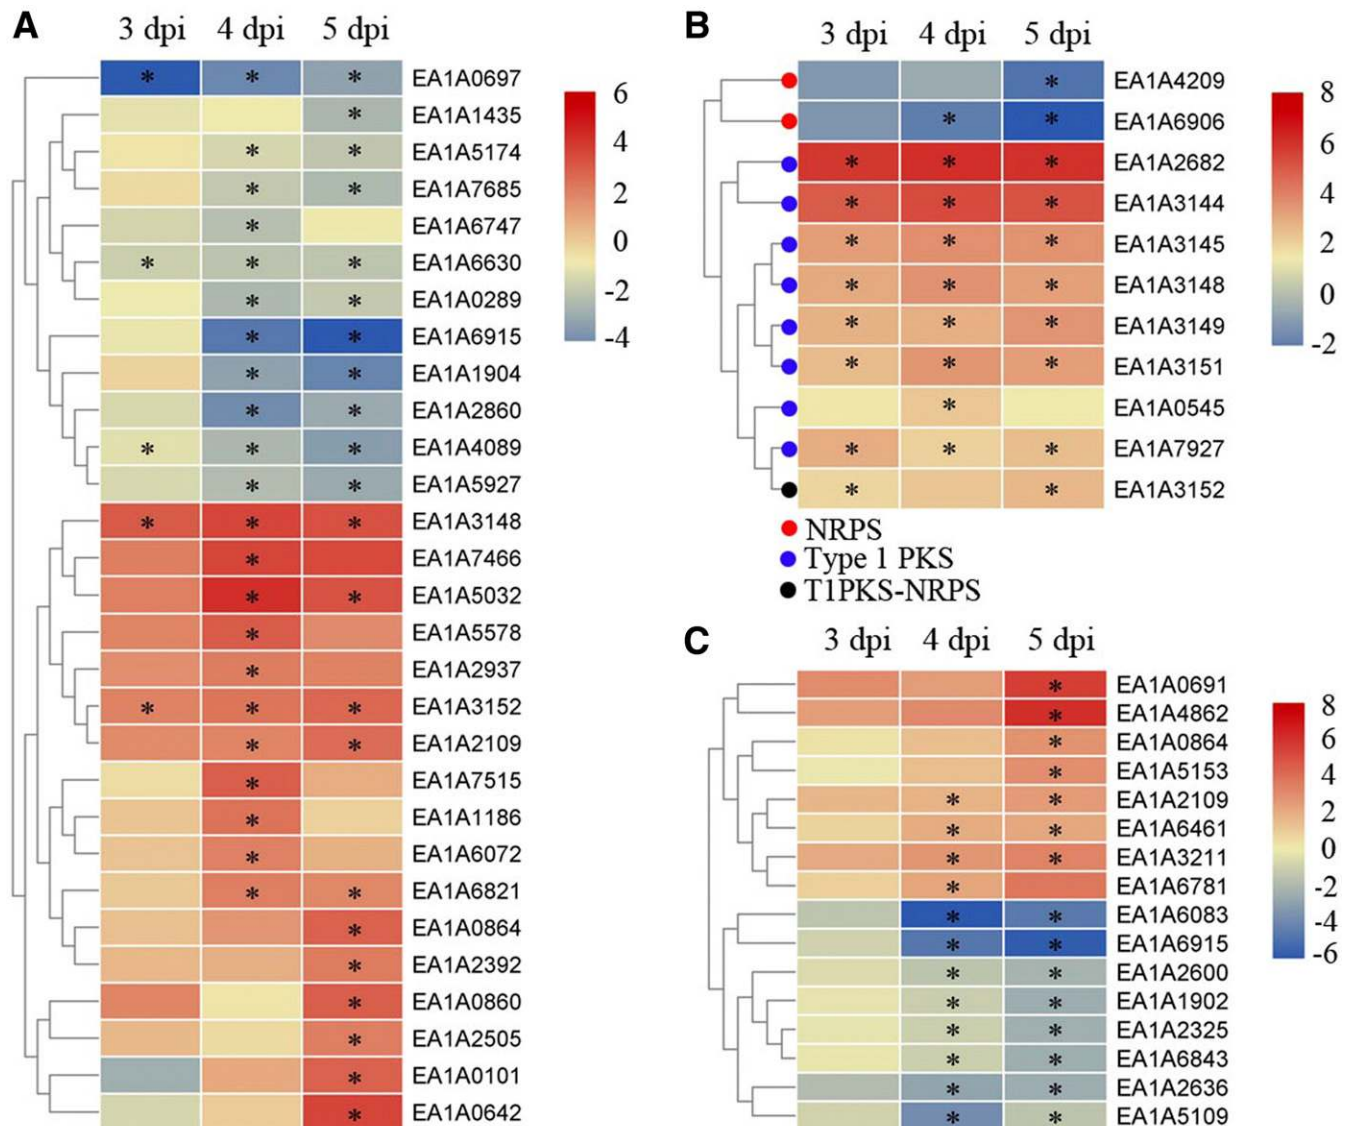 A
3 dpi 4 dpi 5 dpi
* * * EA1A0697
* EA1A1435
* * EA1A5174
* * EA1A7685
* EA1A6747
* * * EA1A6630
* * EA1A0289
* * EA1A6915
* * EA1A1904
* * EA1A2860
* * * EA1A4089
* * EA1A5927
* * * EA1A3148
* EA1A7466
* * EA1A5032
* EA1A5578
* EA1A2937
* * * EA1A3152
* * EA1A2109
* EA1A7515
* EA1A1186
* EA1A6072
* * EA1A6821
* EA1A0864
* EA1A2392
* EA1A0860
* EA1A2505
* EA1A0101
* EA1A0642
6
4
2
0
-2
-4
B
3 dpi 4 dpi 5 dpi
* EA1A4209
* * EA1A6906
* * * EA1A2682
* * * EA1A3144
* * * EA1A3145
* * * EA1A3148
* * * EA1A3149
* * * EA1A3151
* EA1A0545
* * * EA1A7927
* * EA1A3152
NRPS
Type 1 PKS
T1PKS-NRPS
8
6
4
2
0
-2
C
3 dpi 4 dpi 5 dpi
* EA1A0691
* EA1A4862
* EA1A0864
* EA1A5153
* * EA1A2109
* * EA1A6461
* * EA1A3211
* EA1A6781
* * EA1A6083
* * EA1A6915
* * EA1A2600
* * EA1A1902
* * EA1A2325
* * EA1A6843
* * EA1A2636
* * EA1A5109
8
6
4
2
0
-2
-4
-6